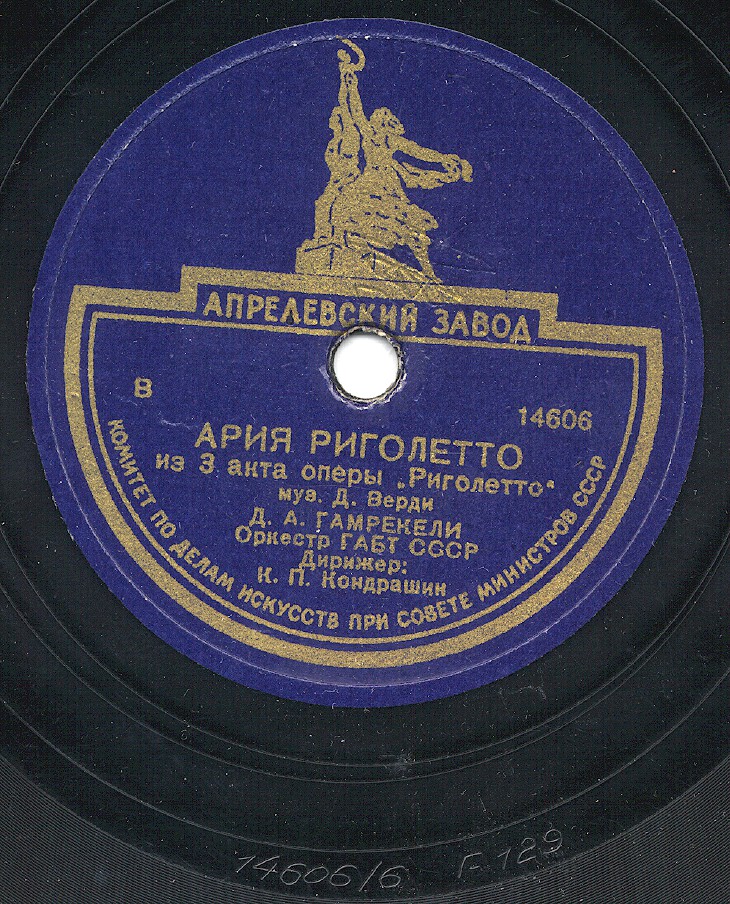 АПРЕЛЕВСКИЙ ЗАВОД
В
14606
АРИЯ РИГОЛЕТТО
из 3 акта оперы „Риголетто"
муз. Д. Верди
Д. А. ГАМРЕКЕЛИ
Оркестр ГАБТ СССР
Дирижер:
К. П. Кондрашин
КОМИТЕТ ПО ДЕЛАМ ИСКУССТВ ПРИ СОВЕТЕ МИНИСТРОВ СССР
14606/6 Г-129